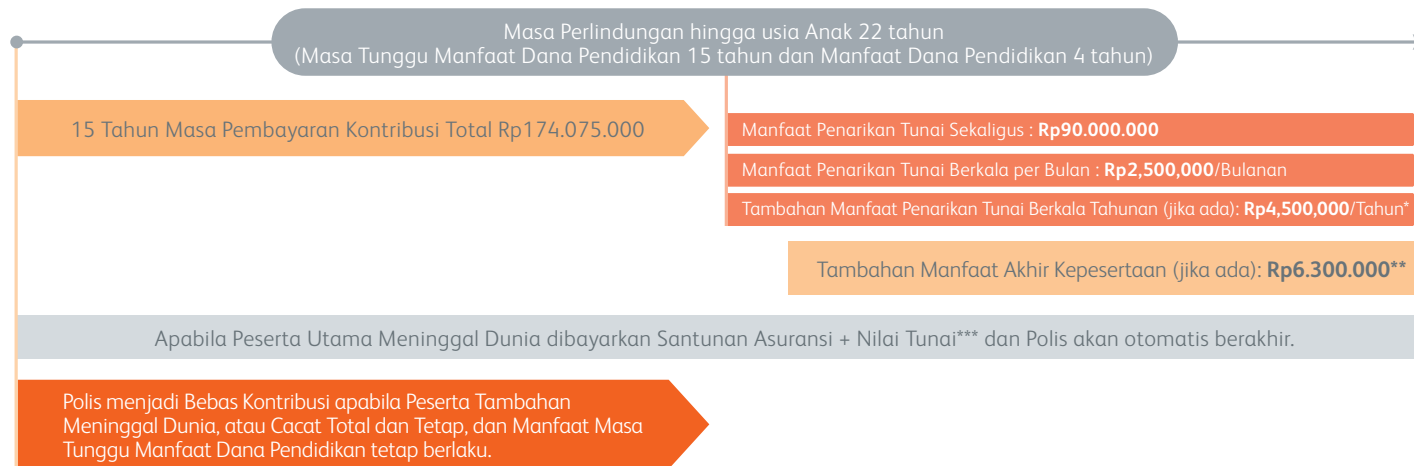 Masa Perlindungan hingga usia Anak 22 tahun
(Masa Tunggu Manfaat Dana Pendidikan 15 tahun dan Manfaat Dana Pendidikan 4 tahun)
15 Tahun Masa Pembayaran Kontribusi Total Rp174.075.000
Manfaat Penarikan Tunai Sekaligus : Rp90.000.000
Manfaat Penarikan Tunai Berkala per Bulan : Rp2,500,000/Bulanan
Tambahan Manfaat Penarikan Tunai Berkala Tahunan (jika ada): Rp4,500,000/Tahun*
Tambahan Manfaat Akhir Kepesertaan (jika ada): Rp6.300.000**
Apabila Peserta Utama Meninggal Dunia dibayarkan Santunan Asuransi + Nilai Tunai*** dan Polis akan otomatis berakhir.
Polis menjadi Bebas Kontribusi apabila Peserta Tambahan
Meninggal Dunia, atau Cacat Total dan Tetap, dan Manfaat Masa
Tunggu Manfaat Dana Pendidikan tetap berlaku.